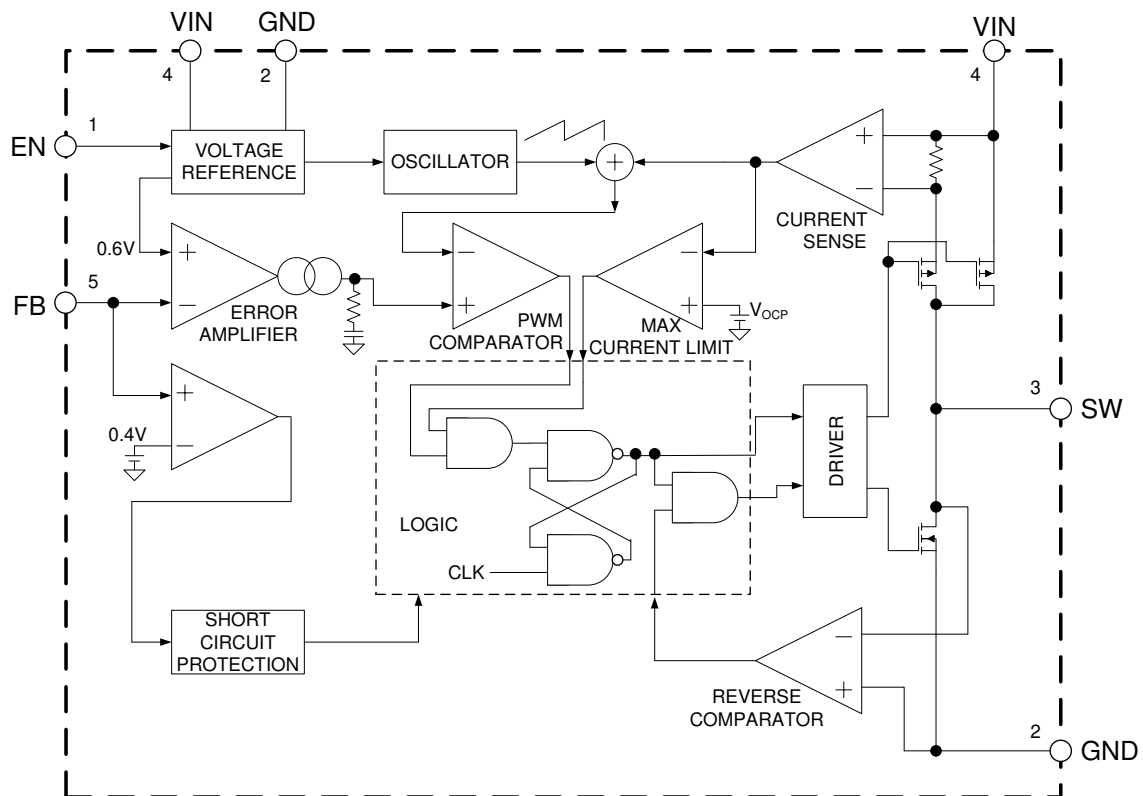 VIN
GND
VIN
4
2
4
EN
1
VOLTAGE
REFERENCE
OSCILLATOR
+
+
−
CURRENT
SENSE
0.6V
+
−
ERROR
AMPLIFIER
FB
5
−
+
PWM
COMPARATOR
−
+
MAX
CURRENT LIMIT
VOCP
+
−
0.4V
LOGIC
CLK
DRIVER
3
SW
SHORT
CIRCUIT
PROTECTION
−
+
REVERSE
COMPARATOR
2
GND